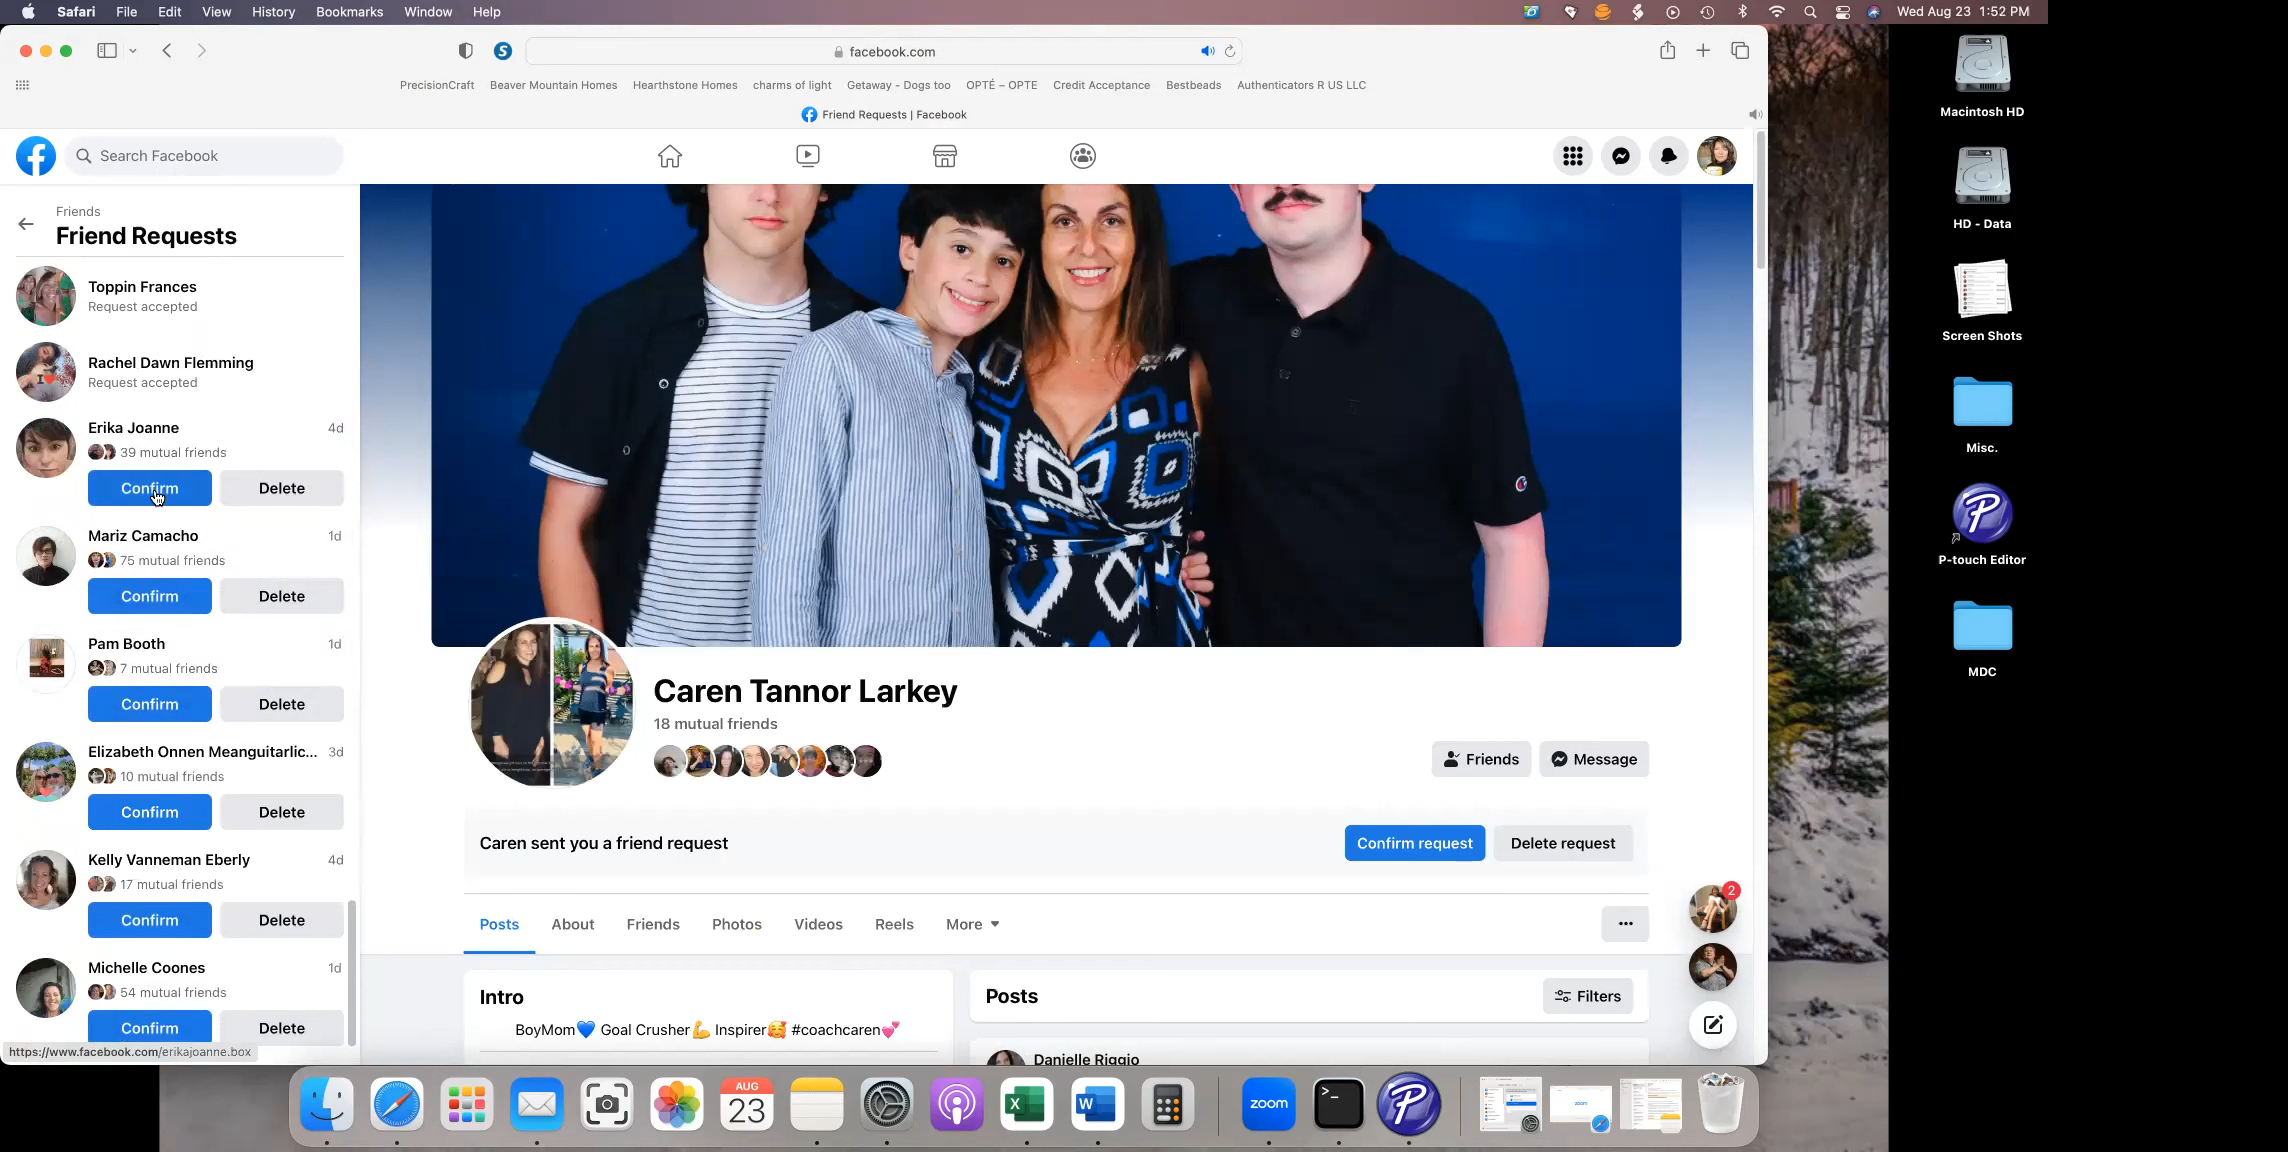 Safari File Edit View History Bookmarks Window Help
Wed Aug 23 1:52 PM
facebook.com
PrecisionCraft Beaver Mountain Homes Hearthstone Homes charms of light Getaway - Dogs too OPTÉ – OPTE Credit Acceptance Bestbeads Authenticators R US LLC
Friend Requests | Facebook
Search Facebook
Friends
Friend Requests
Toppin Frances
Request accepted
Rachel Dawn Flemming
Request accepted
Erika Joanne 4d
39 mutual friends
Confirm Delete
Mariz Camacho 1d
75 mutual friends
Confirm Delete
Pam Booth 1d
7 mutual friends
Confirm Delete
Elizabeth Onnen Meanguitarlic... 3d
10 mutual friends
Confirm Delete
Kelly Vanneman Eberly 4d
17 mutual friends
Confirm Delete
Michelle Coones 1d
54 mutual friends
Confirm Delete
https://www.facebook.com/erikajoanne.box
Caren Tannor Larkey
18 mutual friends
Friends Message
Caren sent you a friend request
Confirm request Delete request
Posts About Friends Photos Videos Reels More
2
Intro
BoyMom💙 Goal Crusher💪 Inspirer🥰 #coachcaren💕
Posts
Filters
Danielle Riggio
Macintosh HD
HD - Data
Screen Shots
Misc.
P-touch Editor
MDC
AUG
23
zoom